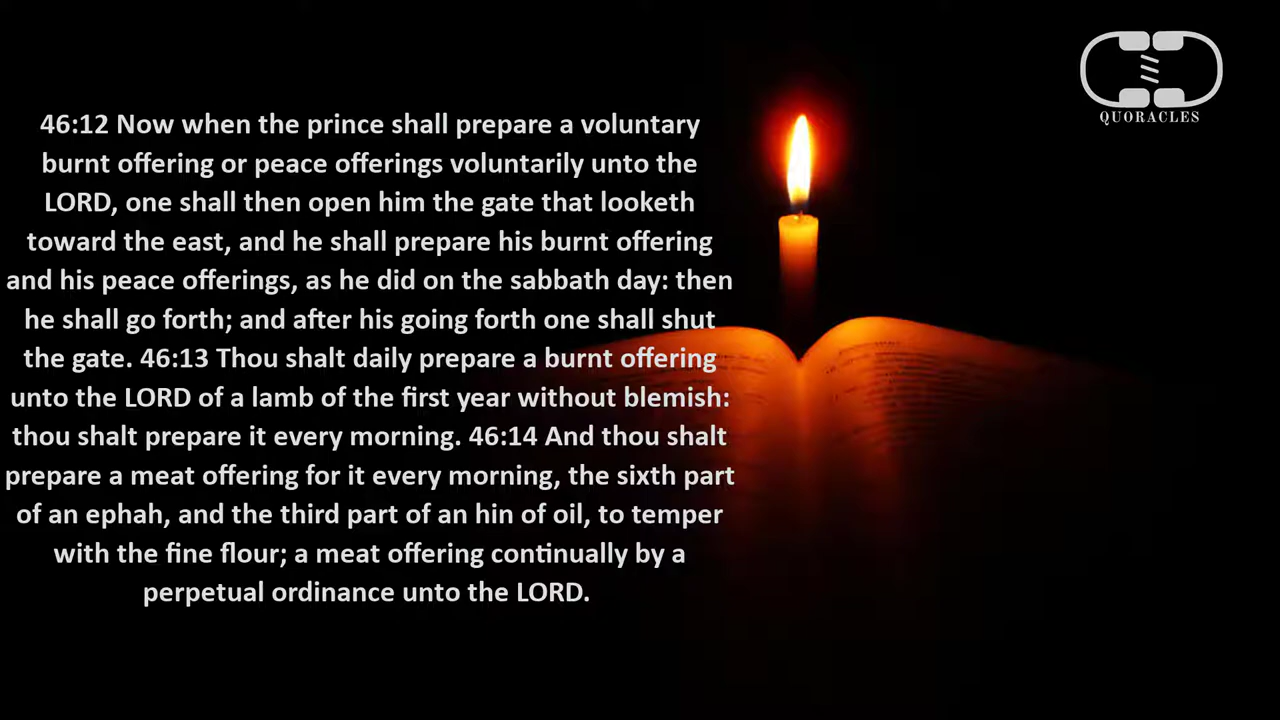 46:12 Now when the prince shall prepare a voluntary
burnt offering or peace offerings voluntarily unto the
LORD, one shall then open him the gate that looketh
toward the east, and he shall prepare his burnt offering
and his peace offerings, as he did on the sabbath day: then
he shall go forth; and after his going forth one shall shut
the gate. 46:13 Thou shalt daily prepare a burnt offering
unto the LORD of a lamb of the first year without blemish:
thou shalt prepare it every morning. 46:14 And thou shalt
prepare a meat offering for it every morning, the sixth part
of an ephah, and the third part of an hin of oil, to temper
with the fine flour; a meat offering continually by a
perpetual ordinance unto the LORD.
QUORACLES